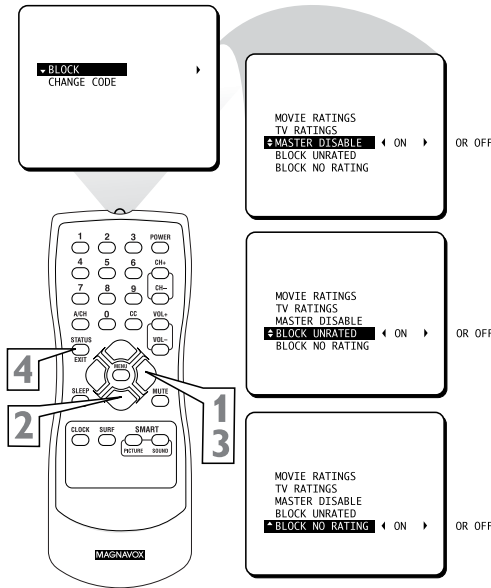 BLOCK
CHANGE CODE
MOVIE RATINGS
TV RATINGS
MASTER DISABLE ON OR OFF
BLOCK UNRATED
BLOCK NO RATING
MOVIE RATINGS
TV RATINGS
MASTER DISABLE
BLOCK UNRATED ON OR OFF
BLOCK NO RATING
MOVIE RATINGS
TV RATINGS
MASTER DISABLE
BLOCK UNRATED
BLOCK NO RATING ON OR OFF
1 2 3 POWER
4 5 6 CH+
7 8 9 CH–
A/CH 0 CC VOL+
STATUS VOL–
EXIT
MENU
SLEEP MUTE
CLOCK SURF SMART
PICTURE SOUND
MAGNAVOX
4
2
1
3